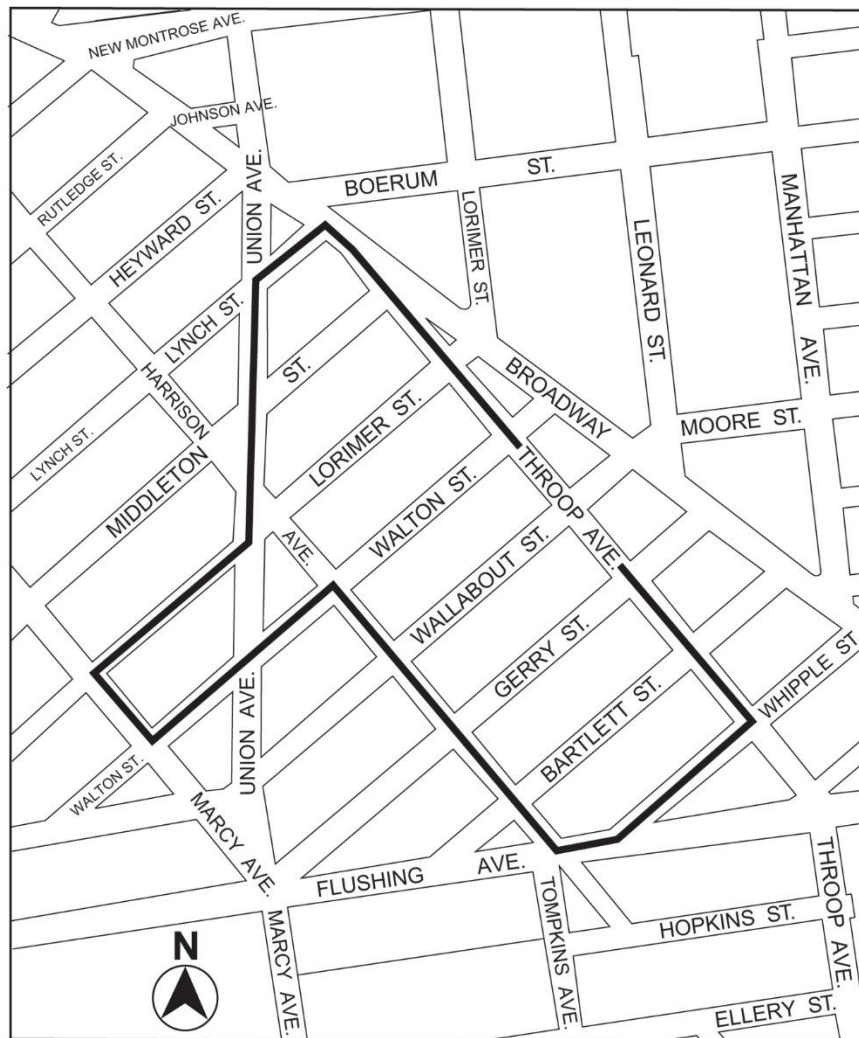 NEW MONTROSE AVE.
JOHNSON AVE.
RUTLEDGE ST.
HEYWARD ST.
UNION AVE.
BOERUM ST.
LORIMER ST.
LEONARD ST.
MANHATTAN AVE.
LYNCH ST.
HARRISON AVE.
LYNCH ST.
MIDDLETON ST.
LORIMER ST.
BROADWAY
MOORE ST.
WALTON ST.
THROOP AVE.
WALLABOUT ST.
GERRY ST.
BARTLETT ST.
WHIPPLE ST.
UNION AVE.
WALTON ST.
MARCY AVE.
FLUSHING AVE.
TOMPKINS AVE.
THROOP AVE.
HOPKINS ST.
MARCY AVE.
ELLERY ST.
N